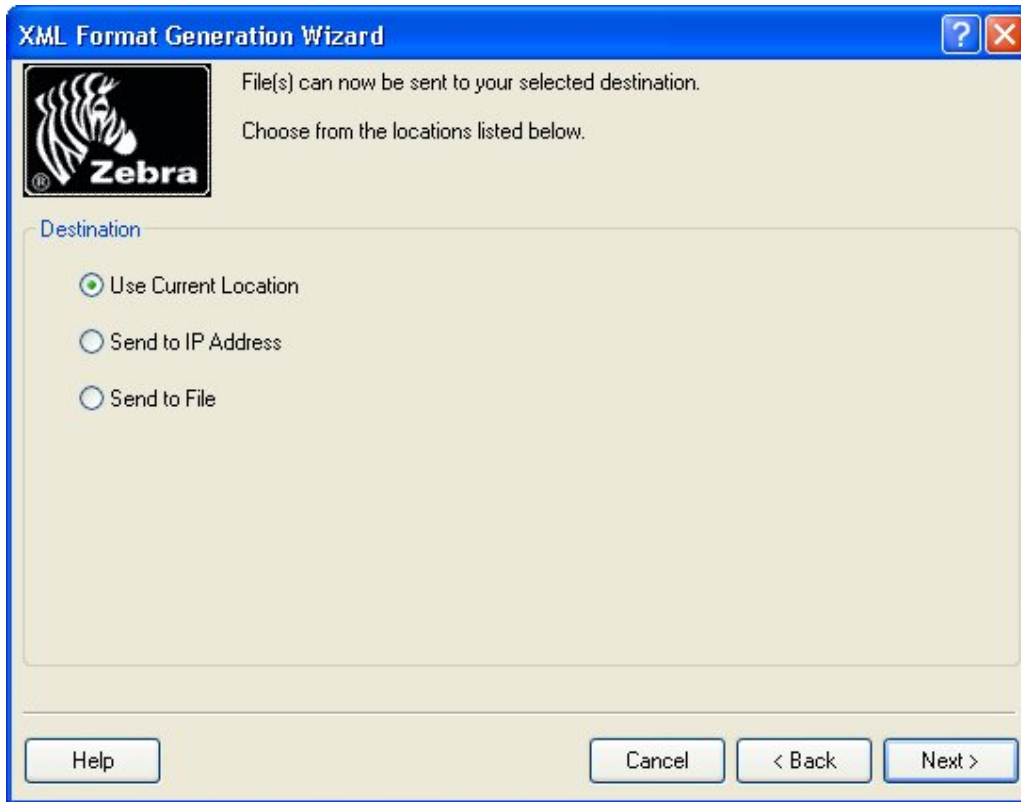 XML Format Generation Wizard
?
File(s) can now be sent to your selected destination.
Choose from the locations listed below.
® Zebra
Destination
Use Current Location
Send to IP Address
Send to File
Help
Cancel
< Back
Next >